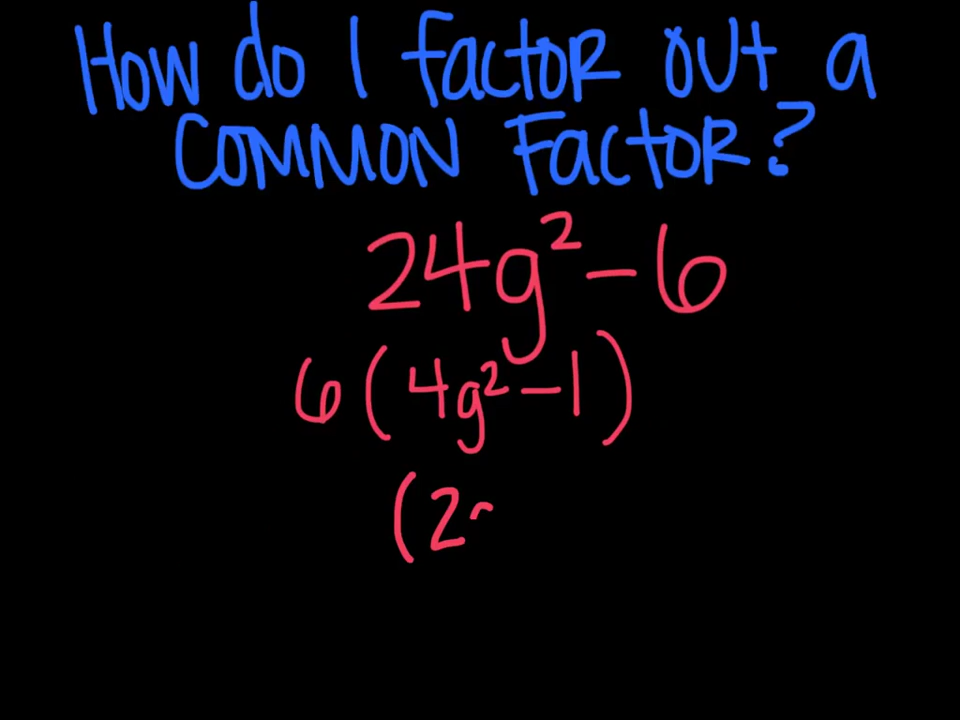 How do I factor out a
Common Factor?
24g² - 6
6(4g² - 1)
(2